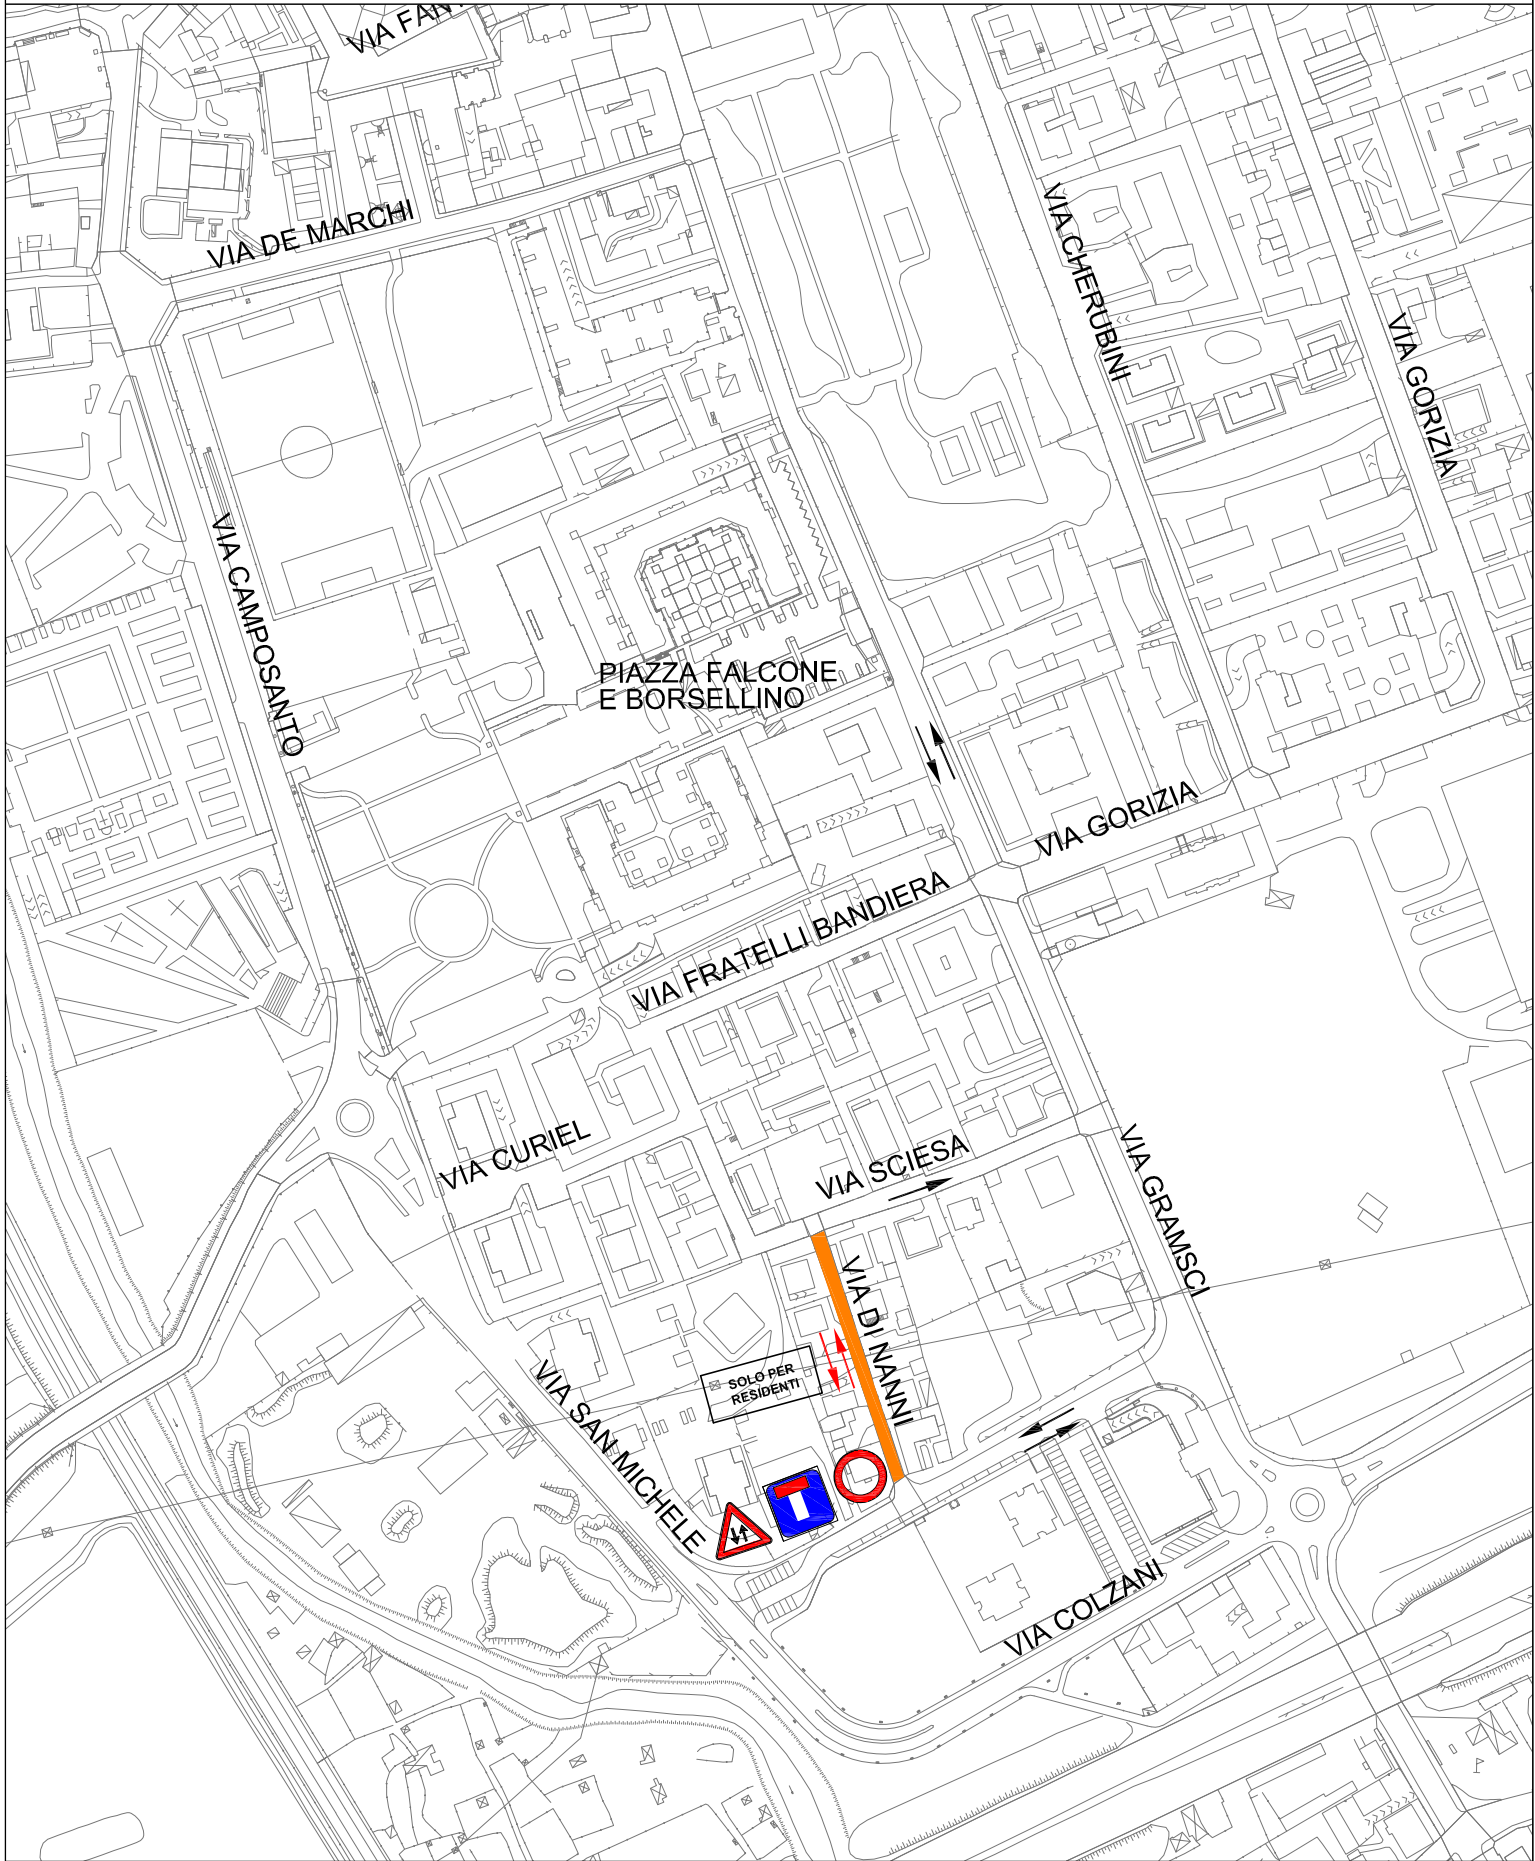 VIA DE MARCHI
VIA CHERUBINI
VIA GORIZIA
VIA CAMPOSANTO
PIAZZA FALCONE
E BORSELLINO
VIA GORIZIA
VIA FRATELLI BANDIERA
VIA CURIEL
VIA SCIESA
VIA GRAMSCI
VIA DI NANNI
SOLO PER
RESIDENTI
VIA SAN MICHELE
VIA COLZANI